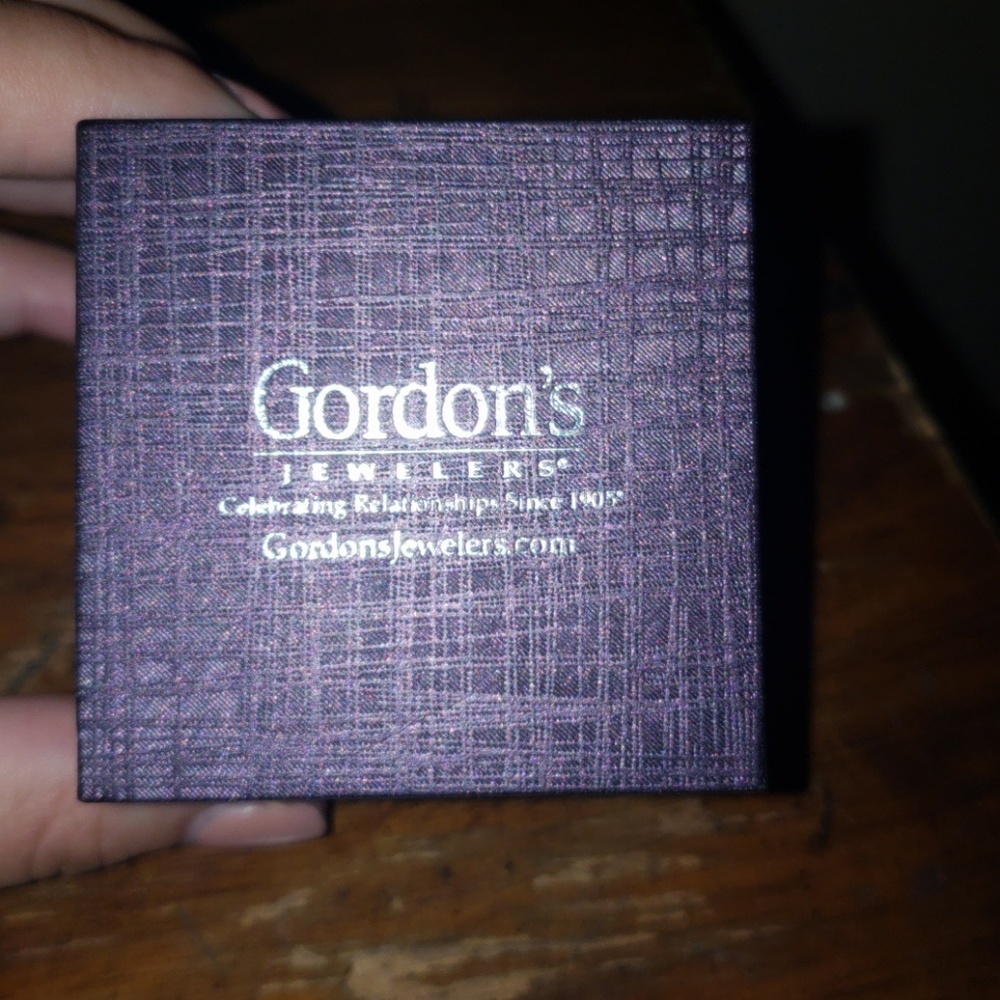 Gordon's
JEWELERS®
Celebrating Relationships Since 1905®
GordonsJewelers.com